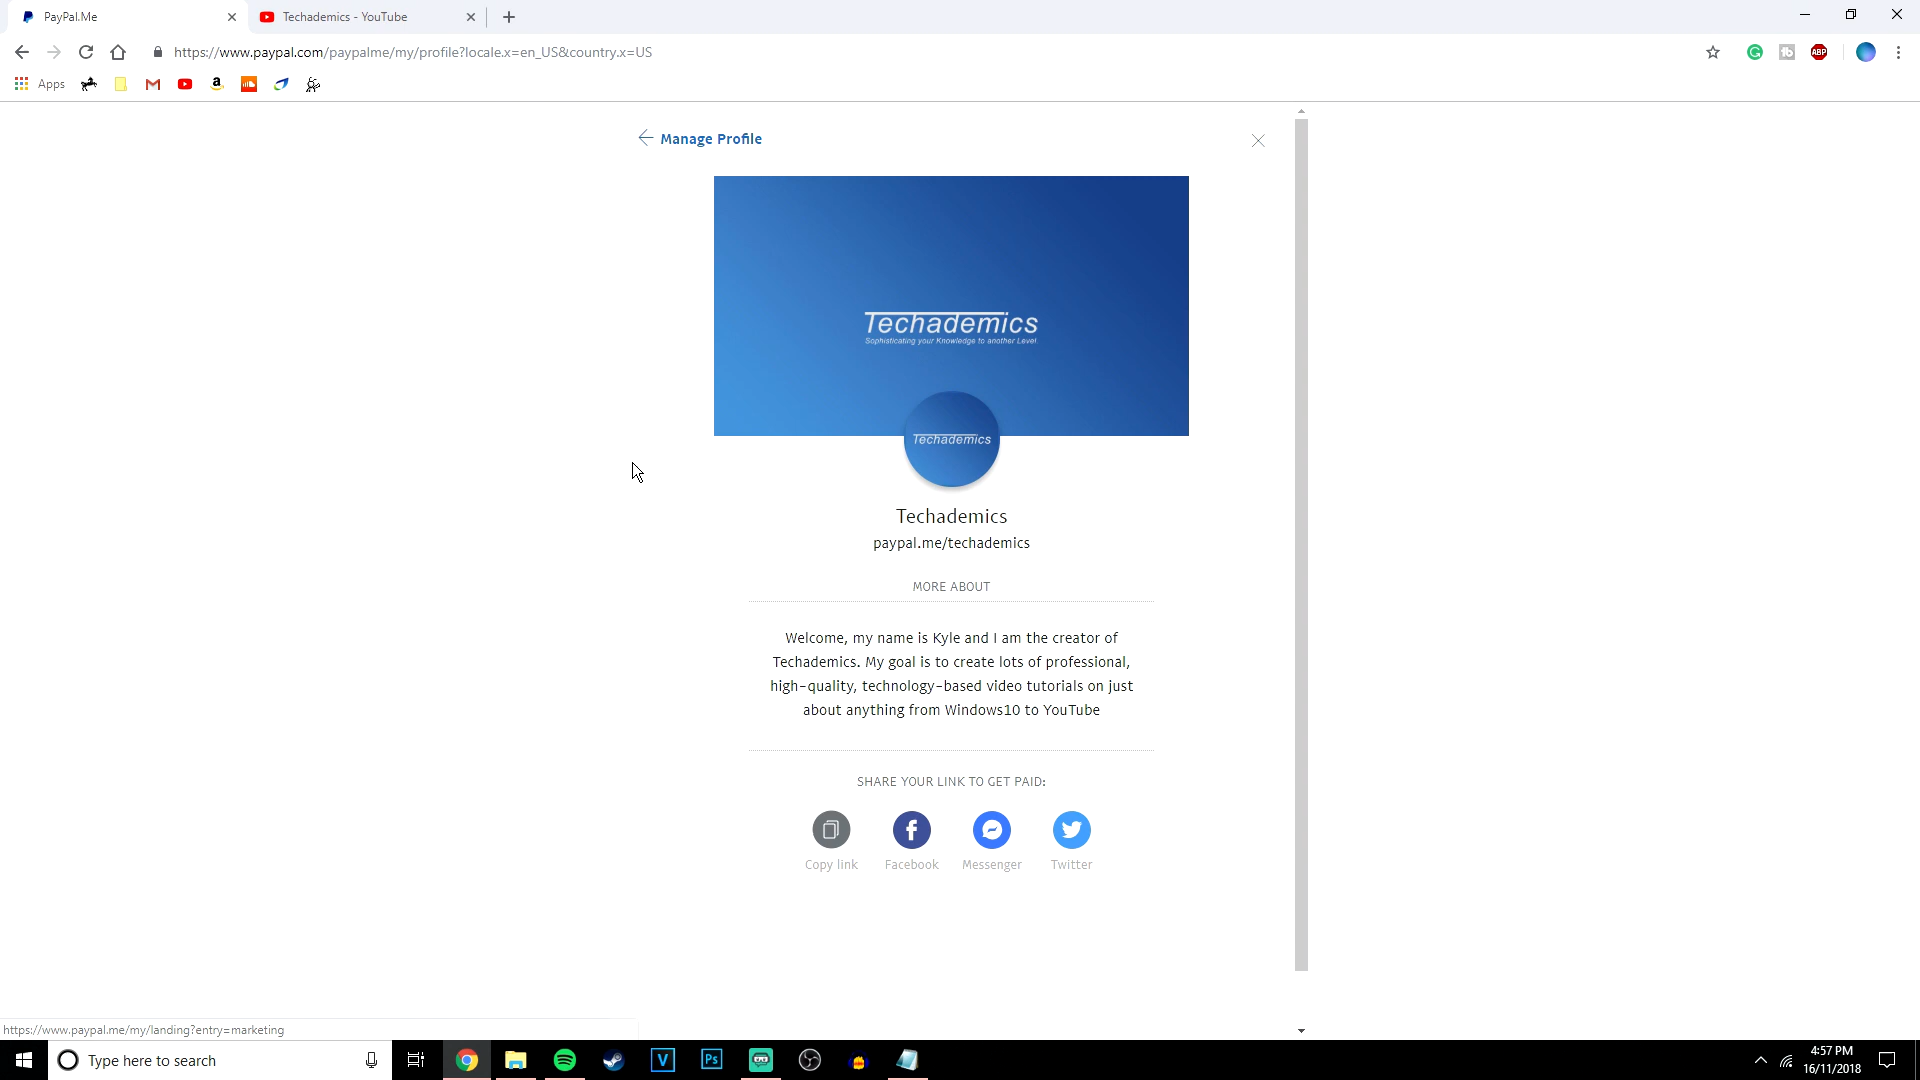 PayPal.Me
Techademics - YouTube
https://www.paypal.com/paypalme/my/profile?locale.x=en_US&country.x=US
Apps
ABP
Manage Profile
Techademics
Sophisticating your Knowledge to another Level.
Techademics
Techademics
paypal.me/techademics
MORE ABOUT
Welcome, my name is Kyle and I am the creator of
Techademics. My goal is to create lots of professional,
high-quality, technology-based video tutorials on just
about anything from Windows10 to YouTube
SHARE YOUR LINK TO GET PAID:
Copy link
Facebook
Messenger
Twitter
https://www.paypal.me/my/landing?entry=marketing
Type here to search
V
Ps
4:57 PM
16/11/2018